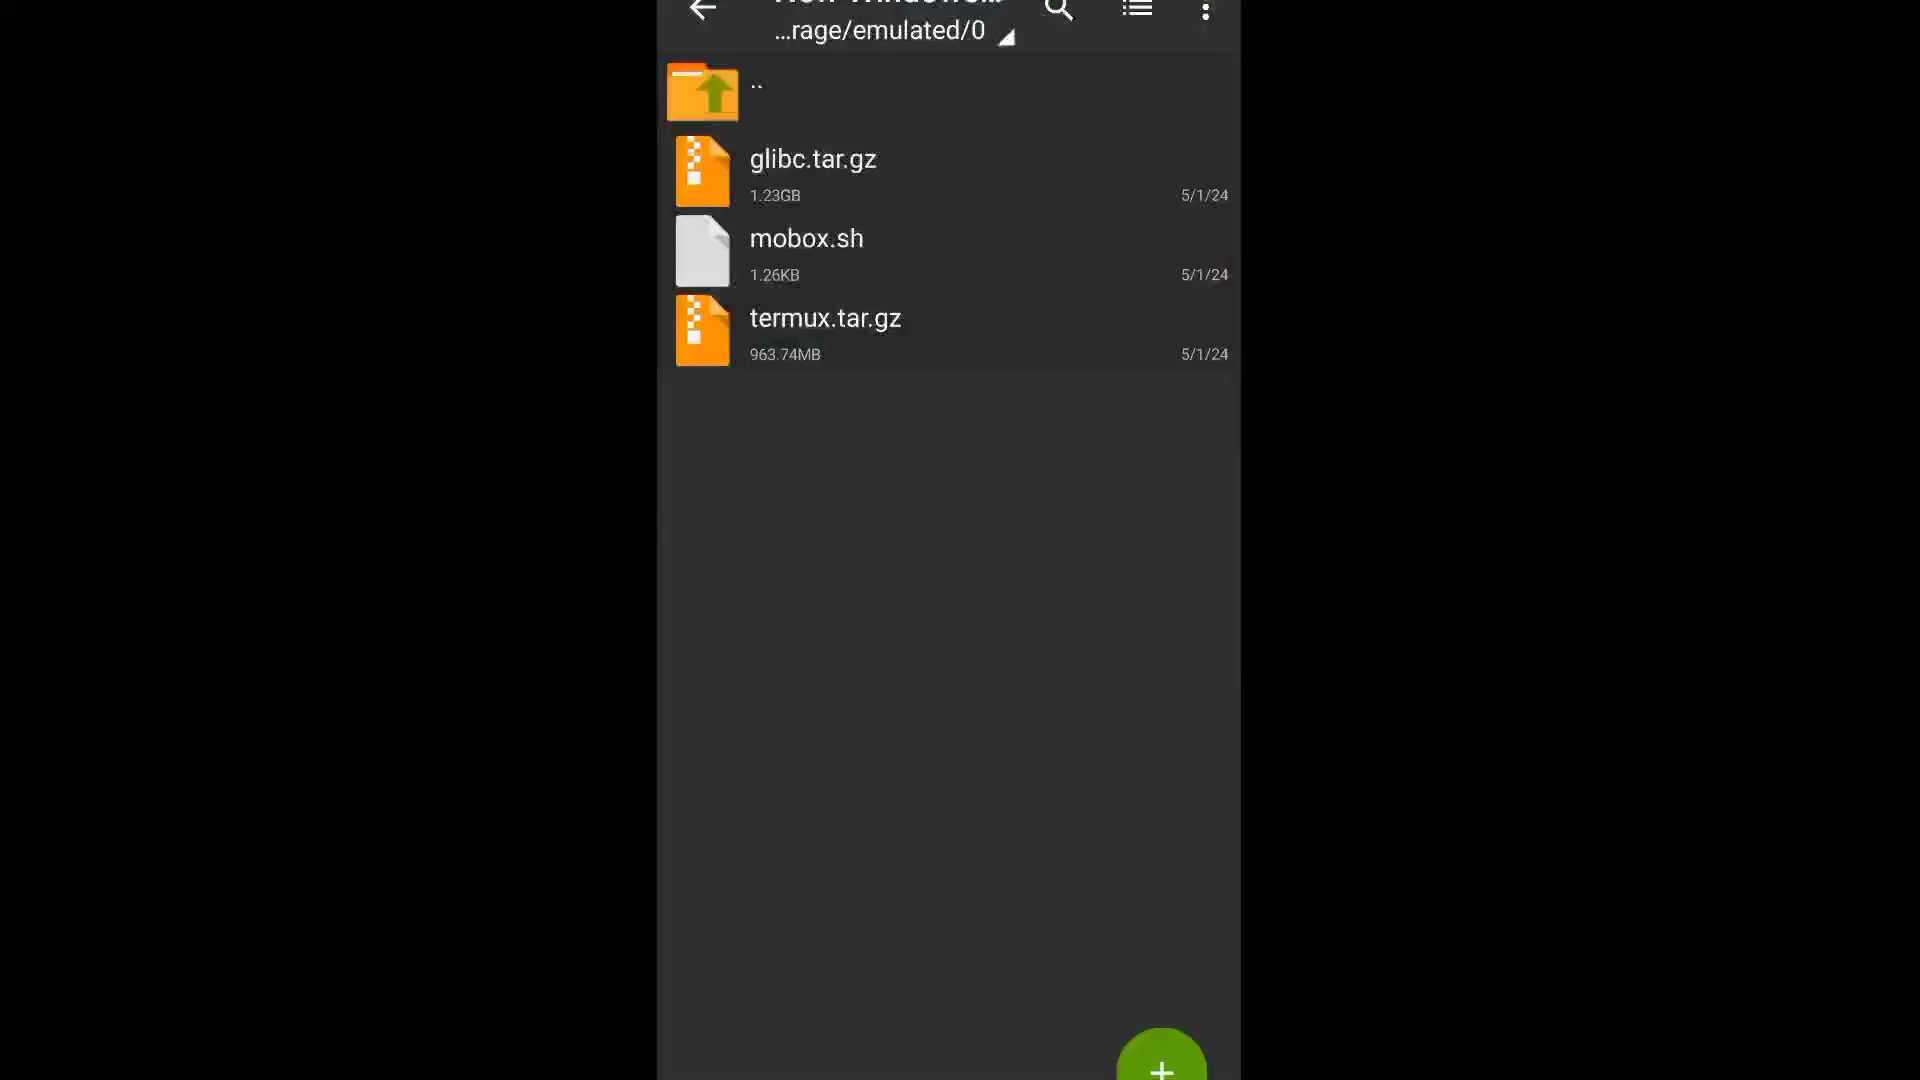 ...rage/emulated/0
..
glibc.tar.gz
1.23GB
5/1/24
mobox.sh
1.26KB
5/1/24
termux.tar.gz
963.74MB
5/1/24